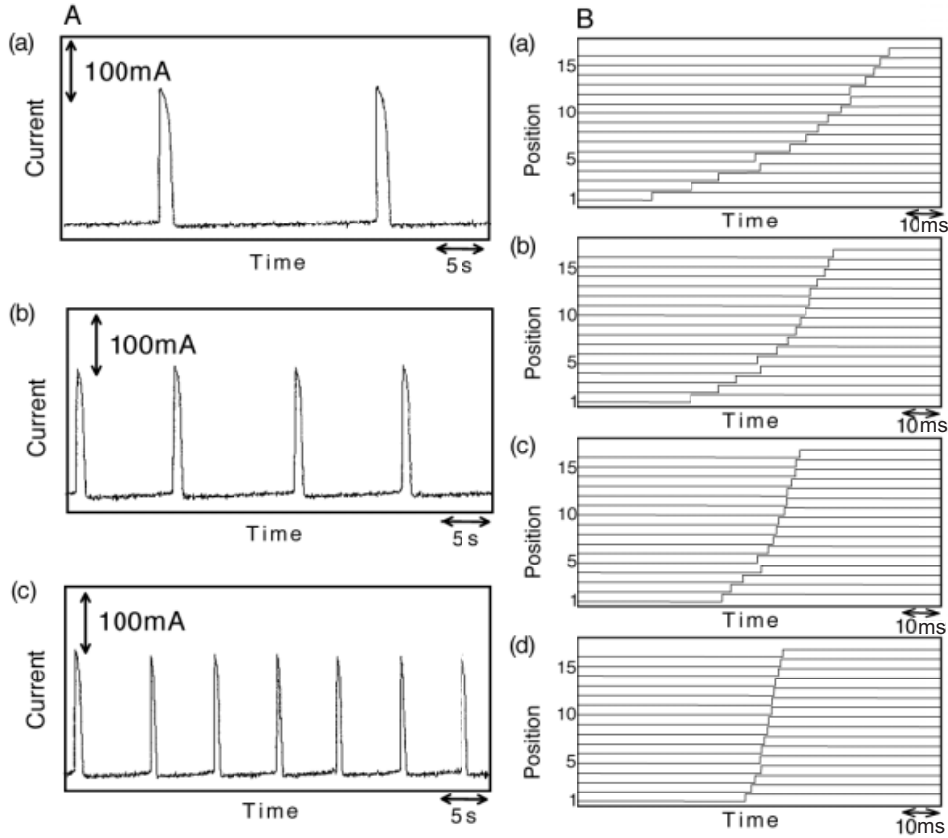 A
(a)
100mA
Current
Time
5s
(b)
100mA
Current
Time
5s
(c)
100mA
Current
Time
5s
B
(a)
15
10
5
1
Position
Time
10ms
(b)
15
10
5
1
Position
Time
10ms
(c)
15
10
5
1
Position
Time
10ms
(d)
15
10
5
1
Position
Time
10ms